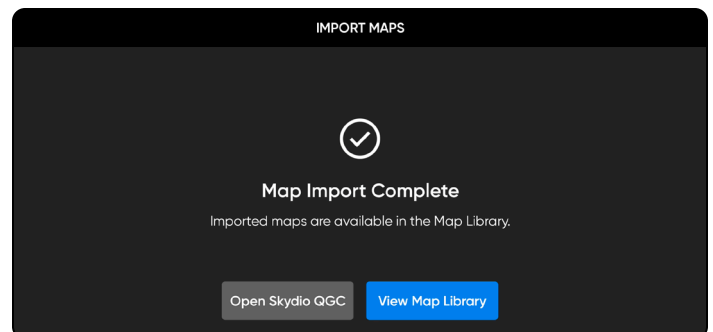 IMPORT MAPS
Map Import Complete
Imported maps are available in the Map Library.
Open Skydio QGC
View Map Library